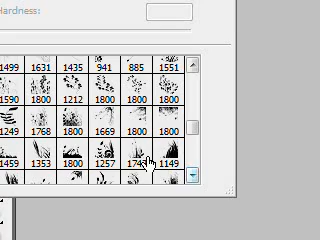 Hardness:
1499 1631 1435 941 885 1551
1590 1800 1212 1800 1800 1800
1249 1768 1800 1669 1800 1800
1459 1353 1800 1257 1149